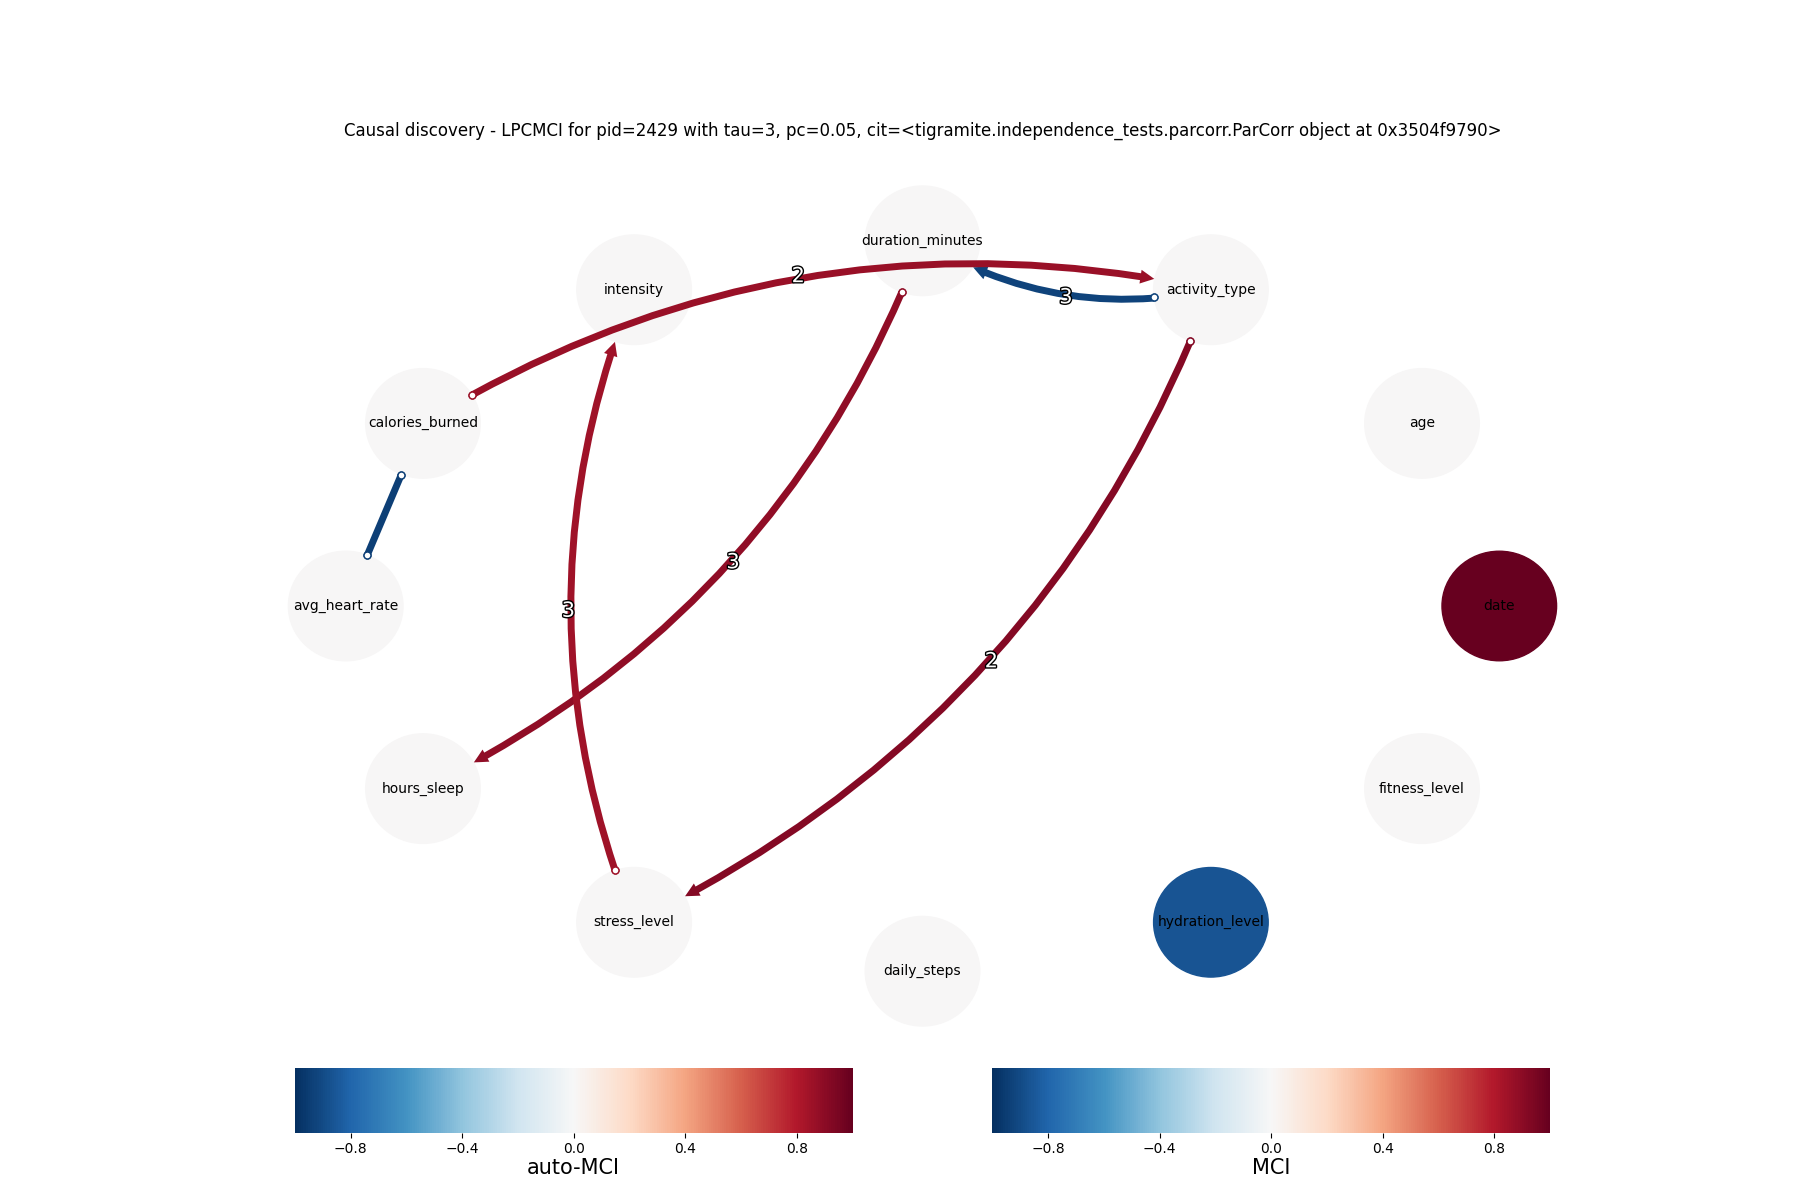 Causal discovery - LPCMCI for pid=2429 with tau=3, pc=0.05, cit=<tigramite.independence_tests.parcorr.ParCorr object at 0x3504f9790>
duration_minutes
intensity
activity_type
2
3
calories_burned
age
3
avg_heart_rate
3
date
2
hours_sleep
fitness_level
stress_level
hydration_level
daily_steps
−0.8 −0.4 0.0 0.4 0.8
auto-MCI
−0.8 −0.4 0.0 0.4 0.8
MCI